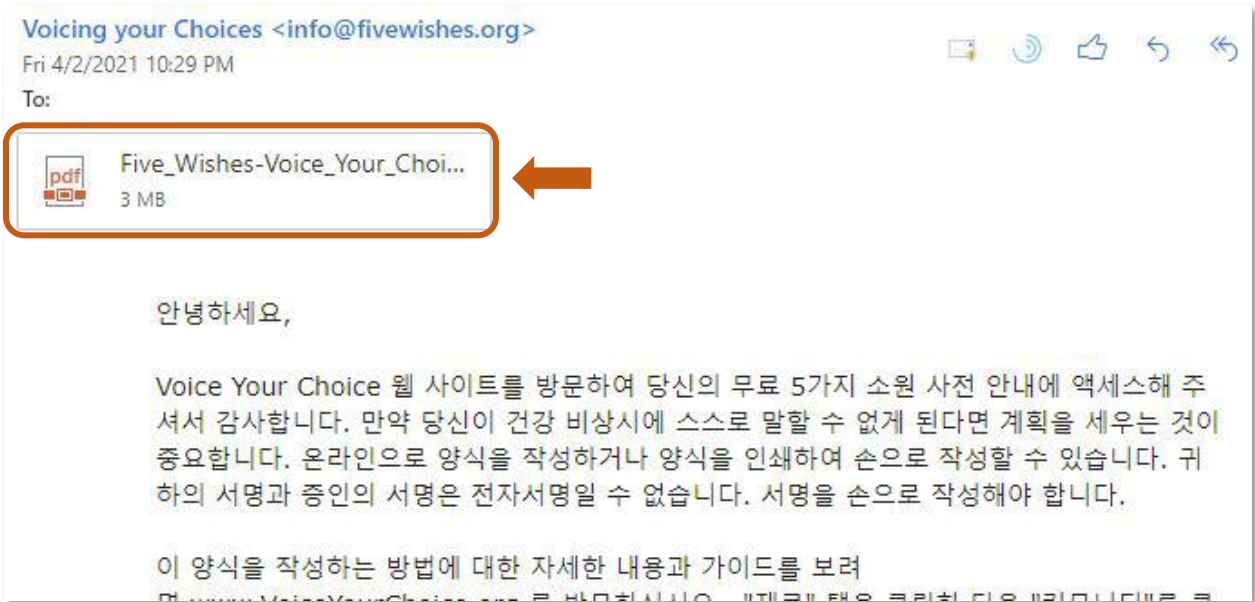 Voicing your Choices <info@fivewishes.org>
Fri 4/2/2021 10:29 PM
To:
pdf
Five_Wishes-Voice_Your_Choi...
3 MB
안녕하세요,
Voice Your Choice 웹 사이트를 방문하여 당신의 무료 5가지 소원 사전 안내에 액세스해 주
셔서 감사합니다. 만약 당신이 건강 비상시에 스스로 말할 수 없게 된다면 계획을 세우는 것이
중요합니다. 온라인으로 양식을 작성하거나 양식을 인쇄하여 손으로 작성할 수 있습니다. 귀
하의 서명과 증인의 서명은 전자서명일 수 없습니다. 서명을 손으로 작성해야 합니다.
이 양식을 작성하는 방법에 대한 자세한 내용과 가이드를 보려